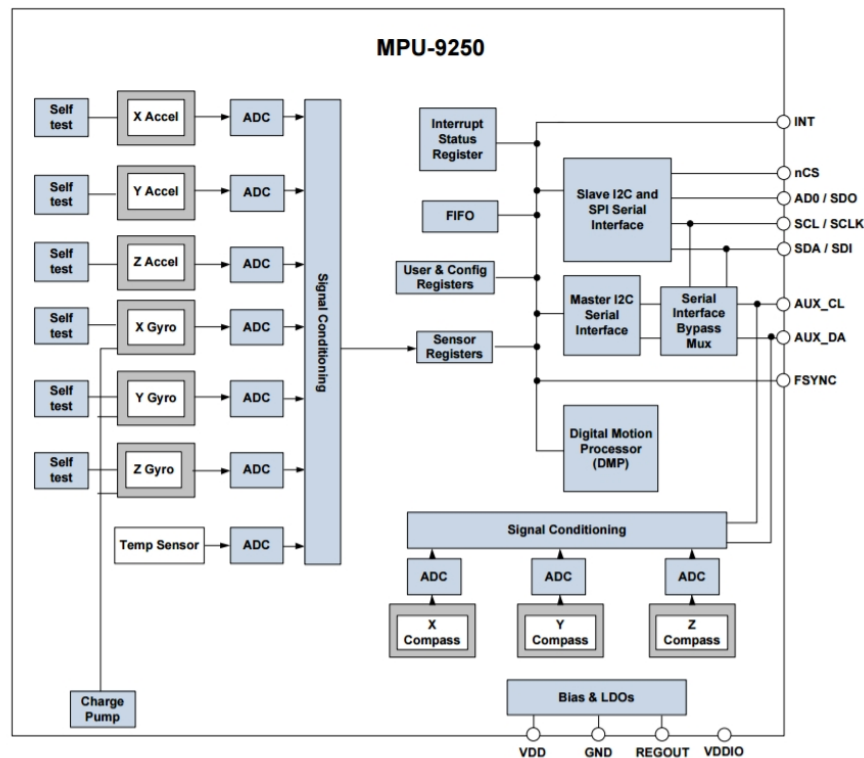 MPU-9250
Self
test
X Accel
ADC
Self
test
Y Accel
ADC
Self
test
Z Accel
ADC
Self
test
X Gyro
ADC
Self
test
Y Gyro
ADC
Self
test
Z Gyro
ADC
Temp Sensor
ADC
Charge
Pump
Signal Conditioning
Interrupt
Status
Register
FIFO
User & Config
Registers
Sensor
Registers
Slave I2C and
SPI Serial
Interface
Master I2C
Serial
Interface
Serial
Interface
Bypass
Mux
Digital Motion
Processor
(DMP)
INT
nCS
AD0 / SDO
SCL / SCLK
SDA / SDI
AUX_CL
AUX_DA
FSYNC
Signal Conditioning
ADC
ADC
ADC
X
Compass
Y
Compass
Z
Compass
Bias & LDOs
VDD
GND
REGOUT
VDDIO